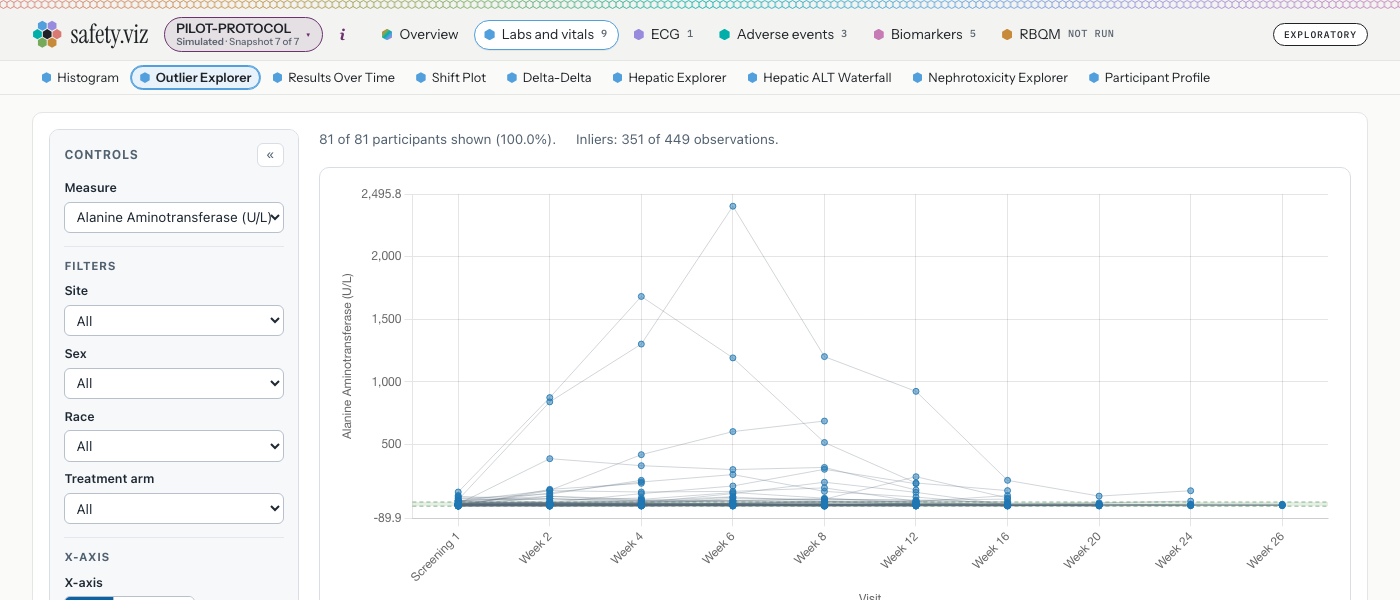 safety.viz
PILOT-PROTOCOL
Simulated · Snapshot 7 of 7
i
Overview
Labs and vitals 9
ECG 1
Adverse events 3
Biomarkers 5
RBQM NOT RUN
EXPLORATORY
Histogram
Outlier Explorer
Results Over Time
Shift Plot
Delta-Delta
Hepatic Explorer
Hepatic ALT Waterfall
Nephrotoxicity Explorer
Participant Profile
CONTROLS
«
Measure
Alanine Aminotransferase (U/L)
FILTERS
Site
All
Sex
All
Race
All
Treatment arm
All
X-AXIS
X-axis
81 of 81 participants shown (100.0%). Inliers: 351 of 449 observations.
Alanine Aminotransferase (U/L)
2,495.8
2,000
1,500
1,000
500
-89.9
Screening 1
Week 2
Week 4
Week 6
Week 8
Week 12
Week 16
Week 20
Week 24
Week 26
Visit